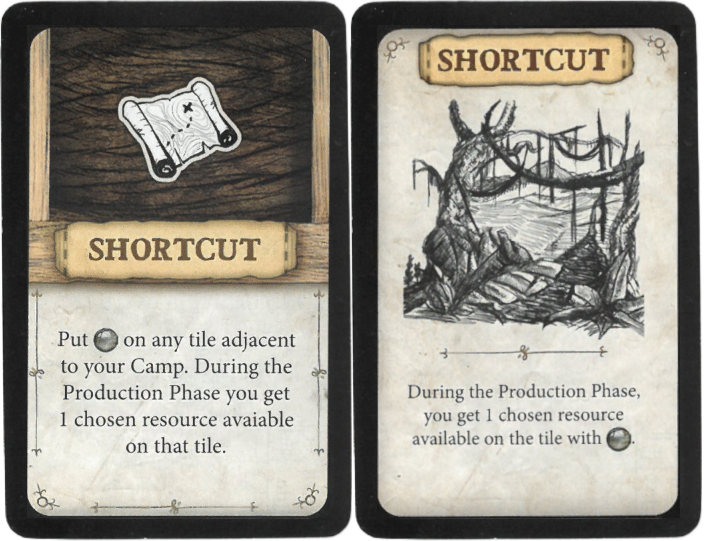 SHORTCUT
Put on any tile adjacent
to your Camp. During the
Production Phase you get
1 chosen resource avaiable
on that tile.
SHORTCUT
During the Production Phase,
you get 1 chosen resource
available on the tile with .